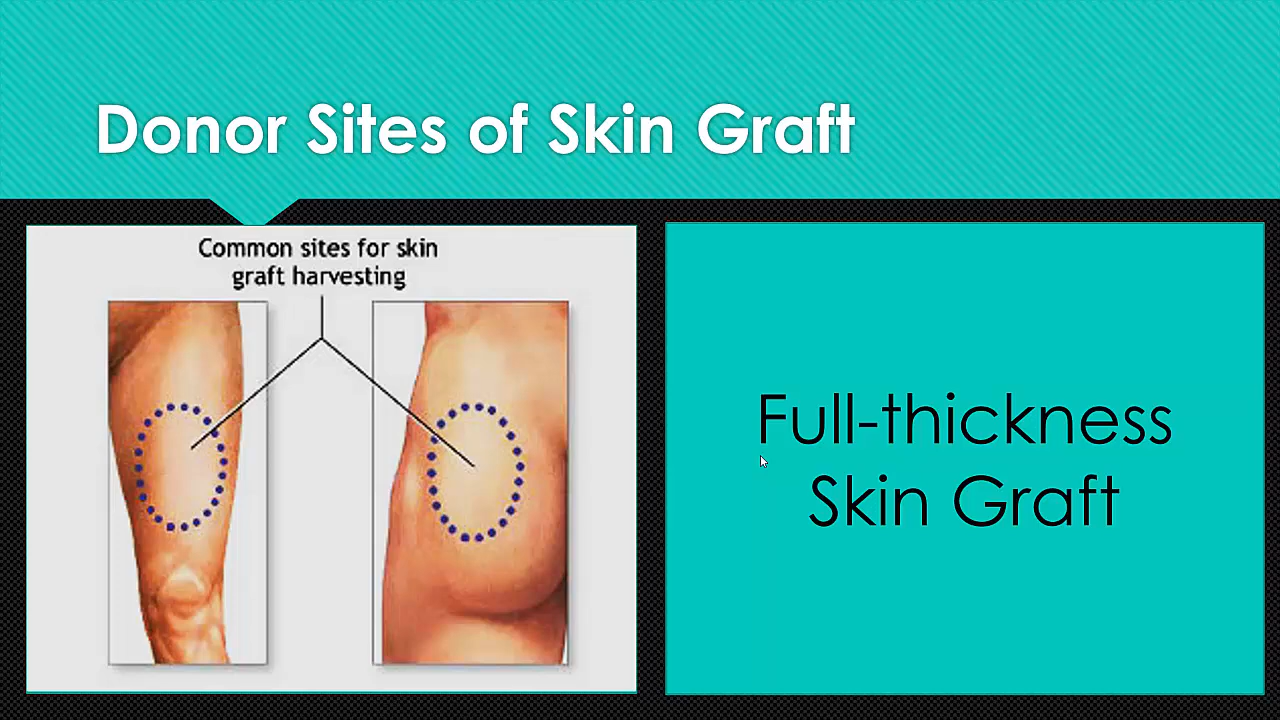 Donor Sites of Skin Graft
Common sites for skin
graft harvesting
Full-thickness
Skin Graft